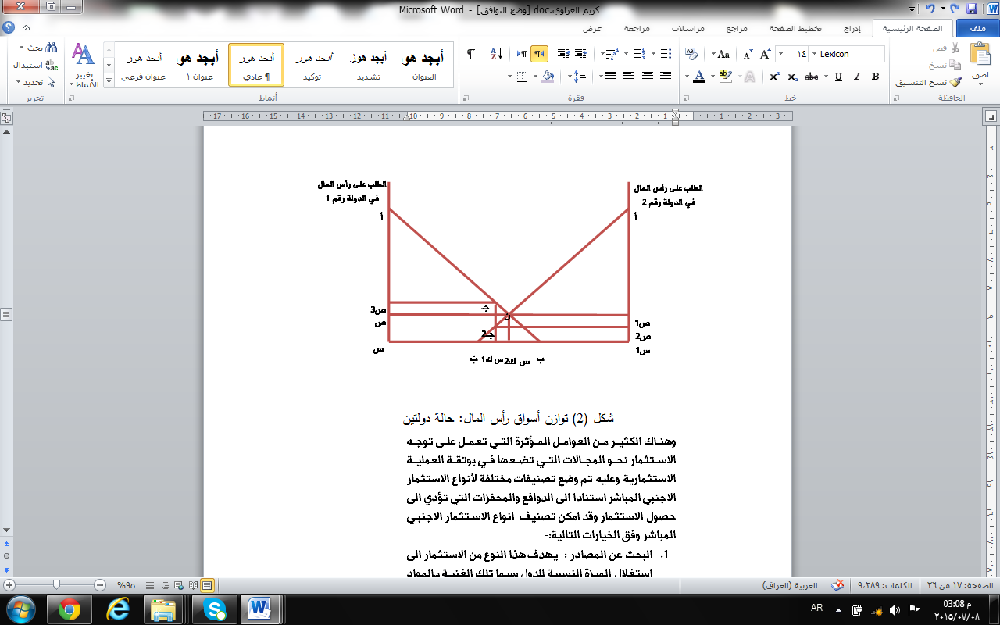 كريم العزاوي.doc [وضع التوافق] - Microsoft Word
ملف
الصفحة الرئيسية
إدراج
تخطيط الصفحة
مراجع
مراسلات
مراجعة
عرض
لصق
قص
نسخ
نسخ التنسيق
الحافظة
Lexicon
١٤
خط
فقرة
أبجد هوز
العنوان
أبجد هوز
تشديد
أبجد هوز
توكيد
أبجد هوز
¶ عادي
أبجد هو
عنوان ١
أبجد هوز
عنوان فرعي
أنماط
تغيير
الأنماط
بحث
استبدال
تحديد
تحرير
الطلب على رأس المال
في الدولة رقم 2
الطلب على رأس المال
في الدولة رقم 1
أ
أ
جـ
ن
جـ2
ص3
ص
س
ص1
ص2
س1
ب
س ك2
س ك1
ب
شكل (2) توازن أسواق رأس المال: حالة دولتين
وهناك الكثير من العوامل المؤثرة التي تعمل على توجه
الاستثمار نحو المجالات التي تضعها في بوتقة العملية
الاستثمارية وعليه تم وضع تصنيفات مختلفة لأنواع الاستثمار
الاجنبي المباشر استنادا الى الدوافع والمحفزات التي تؤدي الى
حصول الاستثمار وقد امكن تصنيف انواع الاستثمار الاجنبي
المباشر وفق الخيارات التالية:-
1. البحث عن المصادر :- يهدف هذا النوع من الاستثمار الى
استغلال الميزة النسبية للدول سيما تلك الغنية بالمواد
الصفحة: ١٧ من ٣٦
الكلمات: ٩,٢٨٩
العربية (العراق)
٩٥%
AR
03:08 م
٢٠١٥/٠٧/٠٨